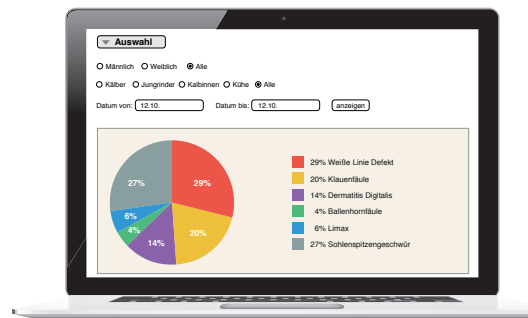 Auswahl
Männlich Weiblich Alle
Kälber Jungrinder Kalbinnen Kühe Alle
Datum von: 12.10. Datum bis: 12.10. anzeigen
29% Weiße Linie Defekt
20% Klauenfäule
14% Dermatitis Digitalis
4% Ballenhornfäule
6% Limax
27% Sohlenspitzengeschwür
27%
29%
6%
4%
20%
14%